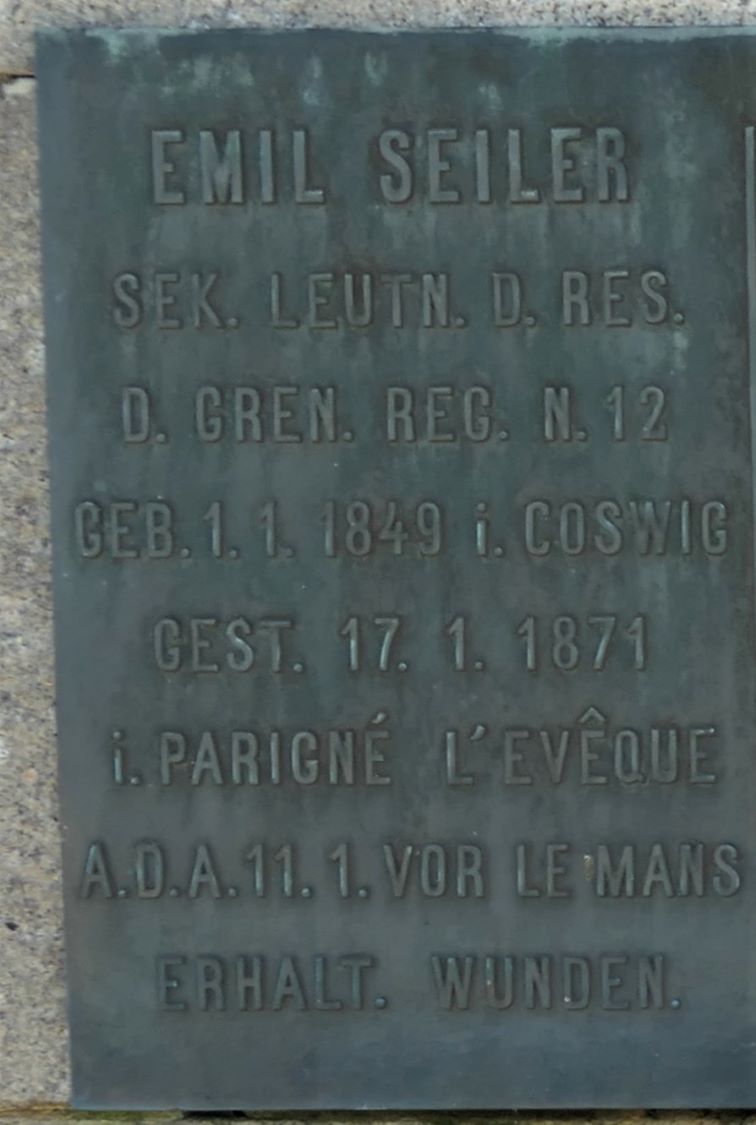 EMIL SEILER
SEK. LEUTN. D. RES.
D. GREN. REG. N. 12
GEB. 1. 1. 1849 i. COSWIG
GEST. 17. 1. 1871
i. PARIGNÉ L'EVÊQUE
A.D.A. 11. 1. VOR LE MANS
ERHALT. WUNDEN.